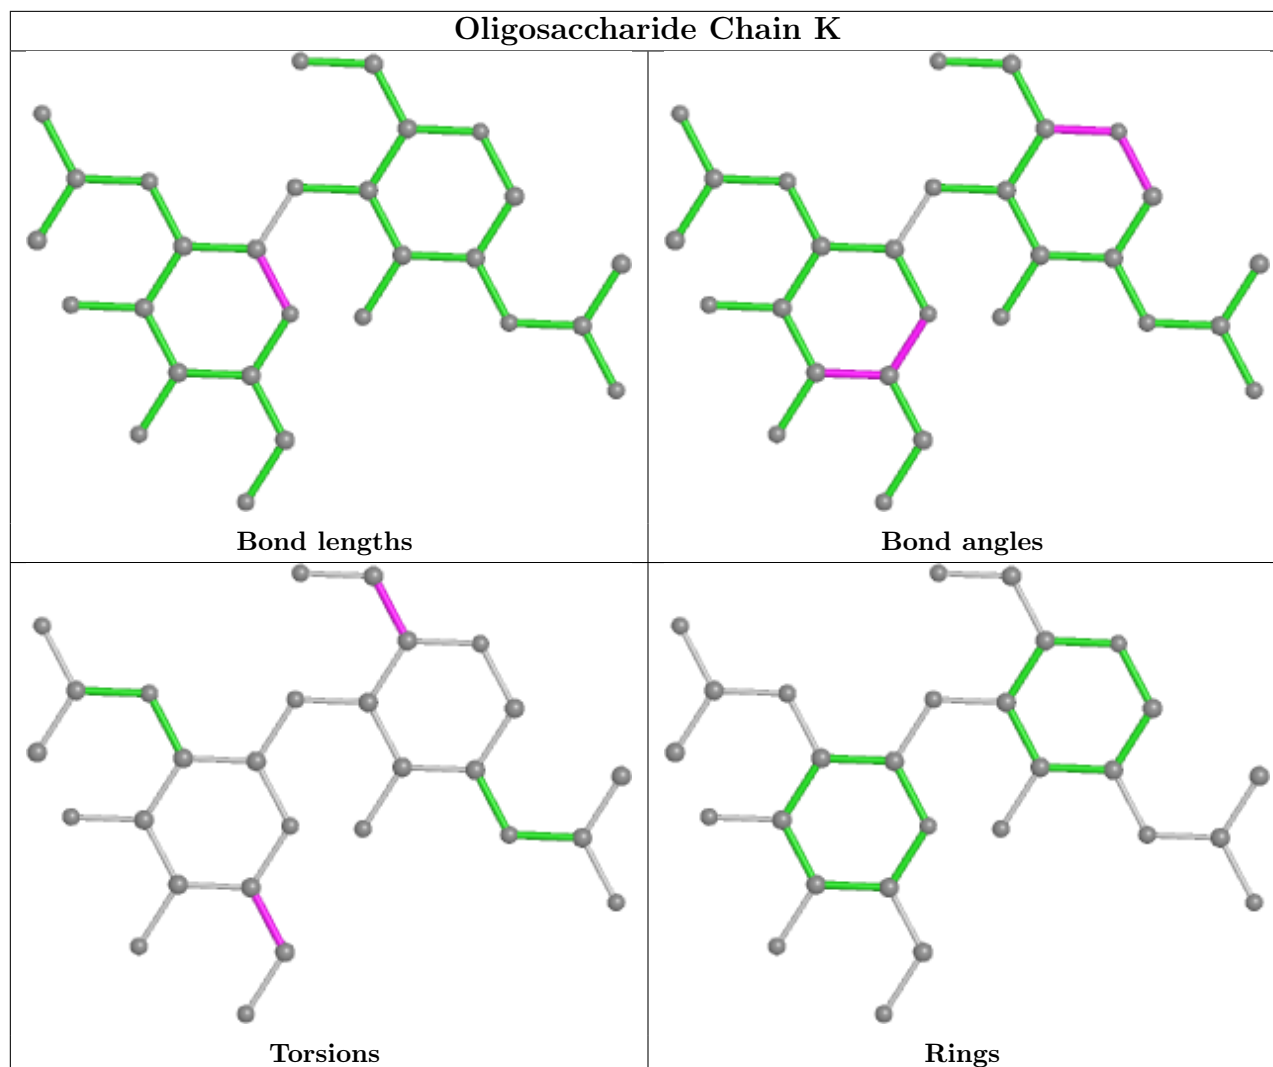 Oligosaccharide Chain K
Bond lengths
Bond angles
Torsions
Rings